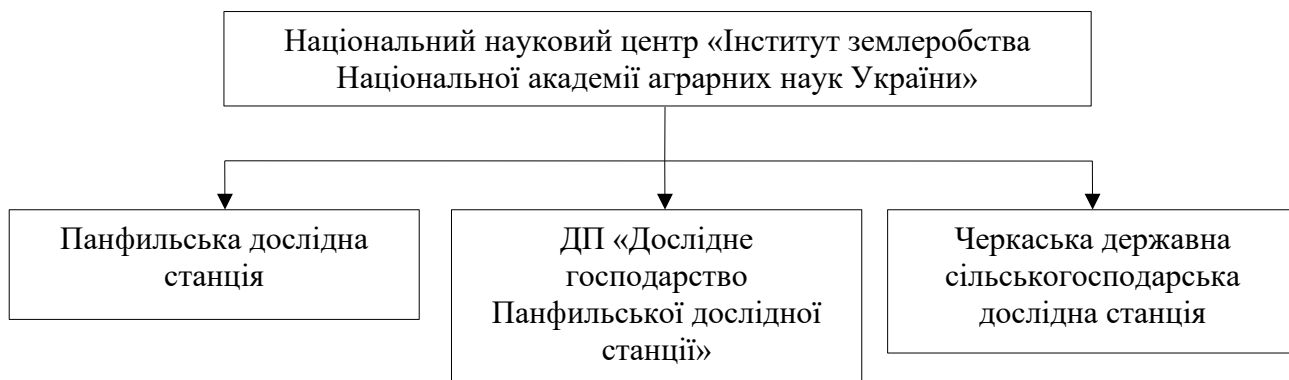 Національний науковий центр «Інститут землеробства
Національної академії аграрних наук України»
Панфильська дослідна
станція
ДП «Дослідне
господарство
Панфильської дослідної
станції»
Черкаська державна
сільськогосподарська
дослідна станція